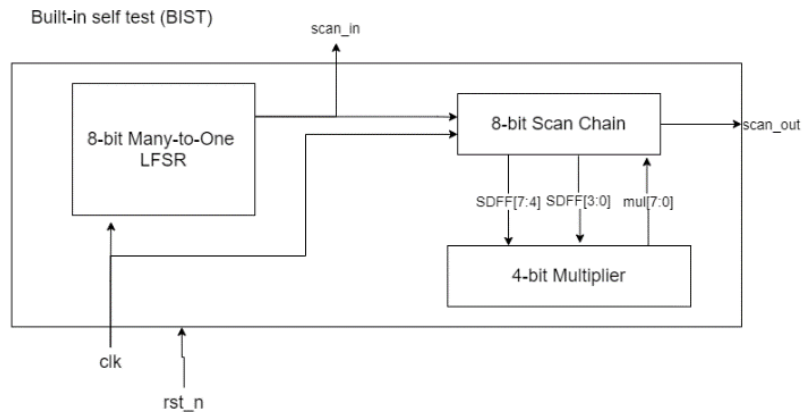 Built-in self test (BIST)
scan_in
8-bit Many-to-One
LFSR
8-bit Scan Chain
scan_out
SDFF[7:4]
SDFF[3:0]
mul[7:0]
4-bit Multiplier
clk
rst_n